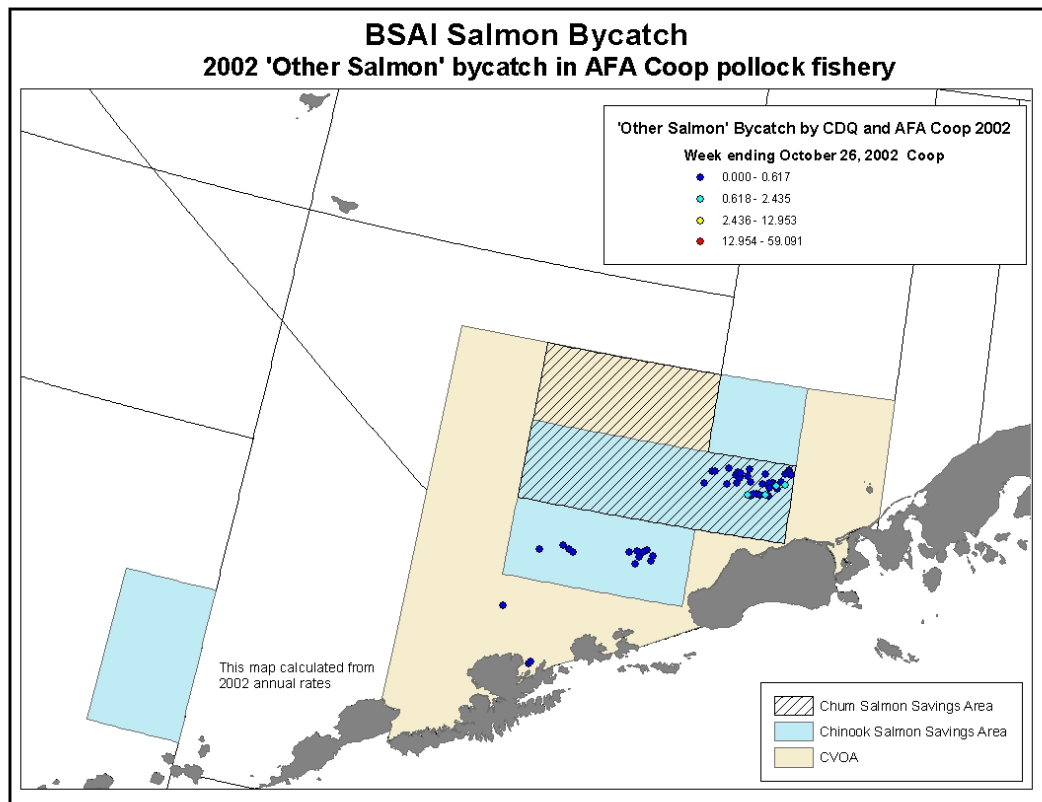 BSAI Salmon Bycatch
2002 'Other Salmon' bycatch in AFA Coop pollock fishery
'Other Salmon' Bycatch by CDQ and AFA Coop 2002
Week ending October 26, 2002 Coop
0.000 - 0.617
0.618 - 2.435
2.436 - 12.953
12.954 - 59.091
This map calculated from
2002 annual rates
Chum Salmon Savings Area
Chinook Salmon Savings Area
CVOA